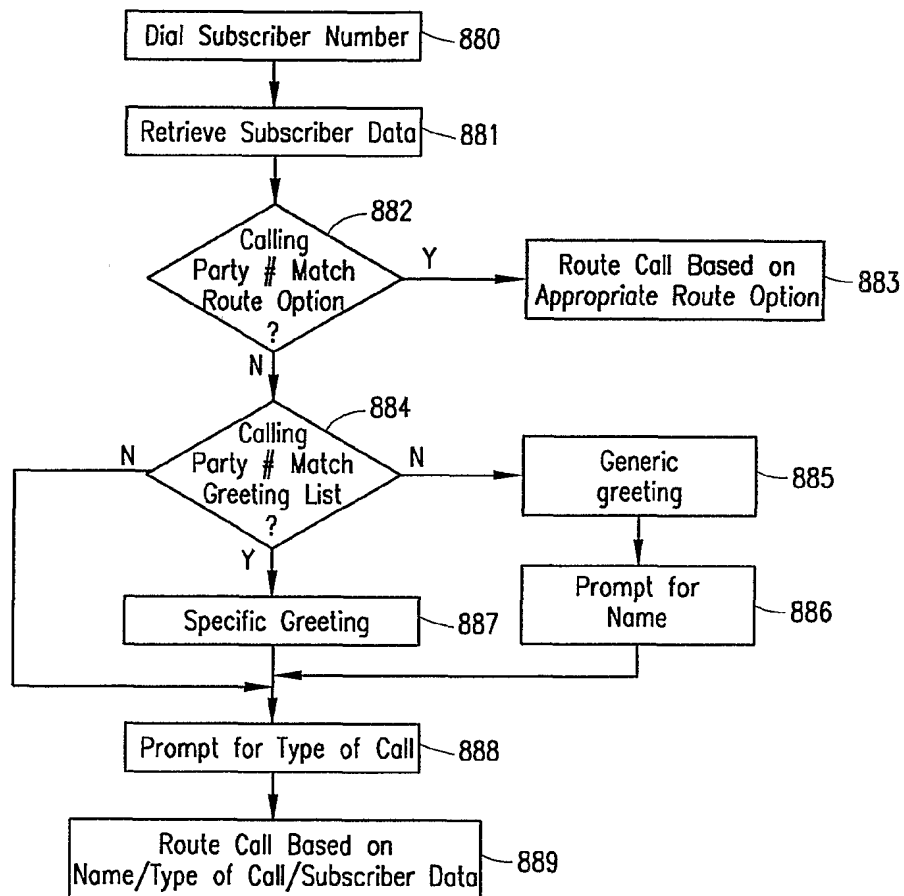 Dial Subscriber Number
880
Retrieve Subscriber Data
881
882
Calling
Party # Match
Route Option
?
Y
Route Call Based on
Appropriate Route Option
883
N
884
Calling
Party # Match
Greeting List
?
N
N
Generic
greeting
885
Y
Prompt for
Name
886
Specific Greeting
887
Prompt for Type of Call
888
Route Call Based on
Name/Type of Call/Subscriber Data
889